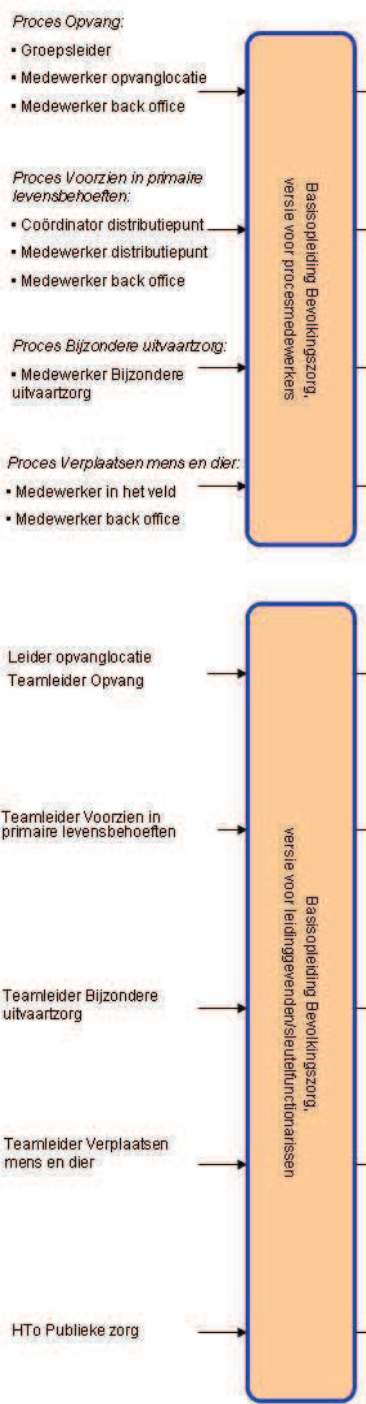 Proces Opvang:
▪ Groepsleider
▪ Medewerker opvanglocatie
▪ Medewerker back office
Proces Voorzien in primaire
levensbehoeften:
▪ Coördinator distributiepunt
▪ Medewerker distributiepunt
▪ Medewerker back office
Proces Bijzondere uitvaartzorg:
▪ Medewerker Bijzondere
uitvaartzorg
Proces Verplaatsen mens en dier:
▪ Medewerker in het veld
▪ Medewerker back office
Basisopleiding Bevolkingszorg,
versie voor procesmedewerkers
Leider opvanglocatie
Teamleider Opvang
Teamleider Voorzien in
primaire levensbehoeften
Teamleider Bijzondere
uitvaartzorg
Teamleider Verplaatsen
mens en dier
HTo Publieke zorg
Basisopleiding Bevolkingszorg,
versie voor leidinggevenden/sleutelfunctionarissen